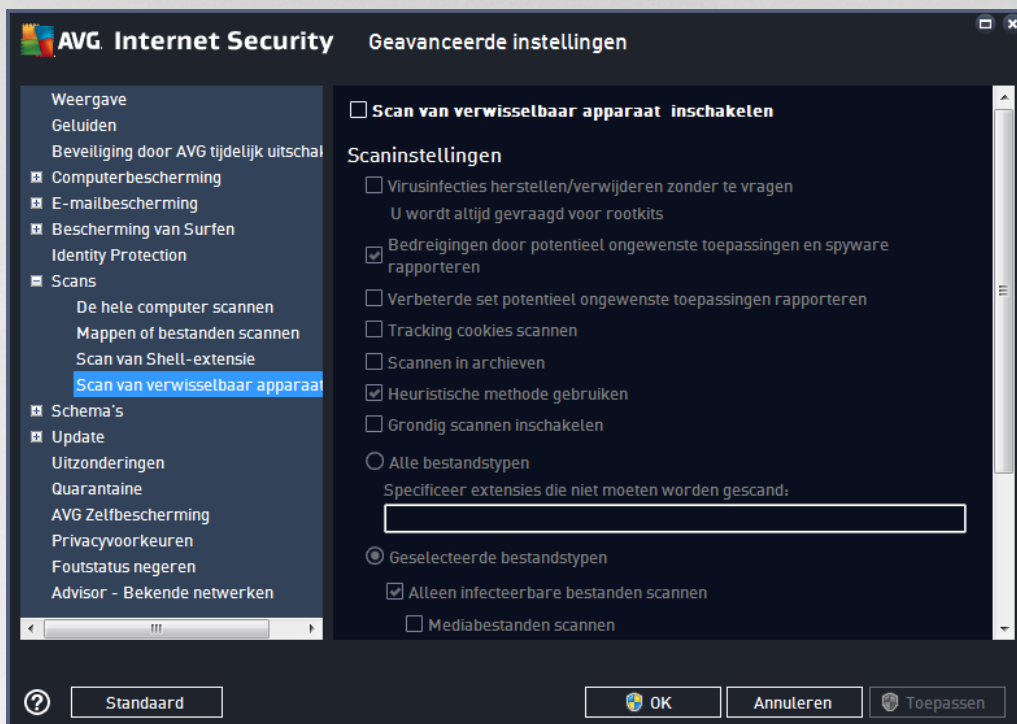 AVG. Internet Security
Geavanceerde instellingen
Weergave
Geluiden
Beveiliging door AVG tijdelijk uitschak
Computerbescherming
E-mailbescherming
Bescherming van Surfen
Identity Protection
Scans
De hele computer scannen
Mappen of bestanden scannen
Scan van Shell-extensie
Scan van verwisselbaar apparaat
Schema's
Update
Uitzonderingen
Quarantaine
AVG Zelfbescherming
Privacyvoorkeuren
Foutstatus negeren
Advisor - Bekende netwerken
Scan van verwisselbaar apparaat inschakelen
Scaninstellingen
Virusinfecties herstellen/verwijderen zonder te vragen
U wordt altijd gevraagd voor rootkits
Bedreigingen door potentieel ongewenste toepassingen en spyware
rapporteren
Verbeterde set potentieel ongewenste toepassingen rapporteren
Tracking cookies scannen
Scannen in archieven
Heuristische methode gebruiken
Grondig scannen inschakelen
Alle bestandstypen
Specificeer extensies die niet moeten worden gescand:
Geselecteerde bestandstypen
Alleen infecteerbare bestanden scannen
Mediabestanden scannen
Standaard
OK
Annuleren
Toepassen